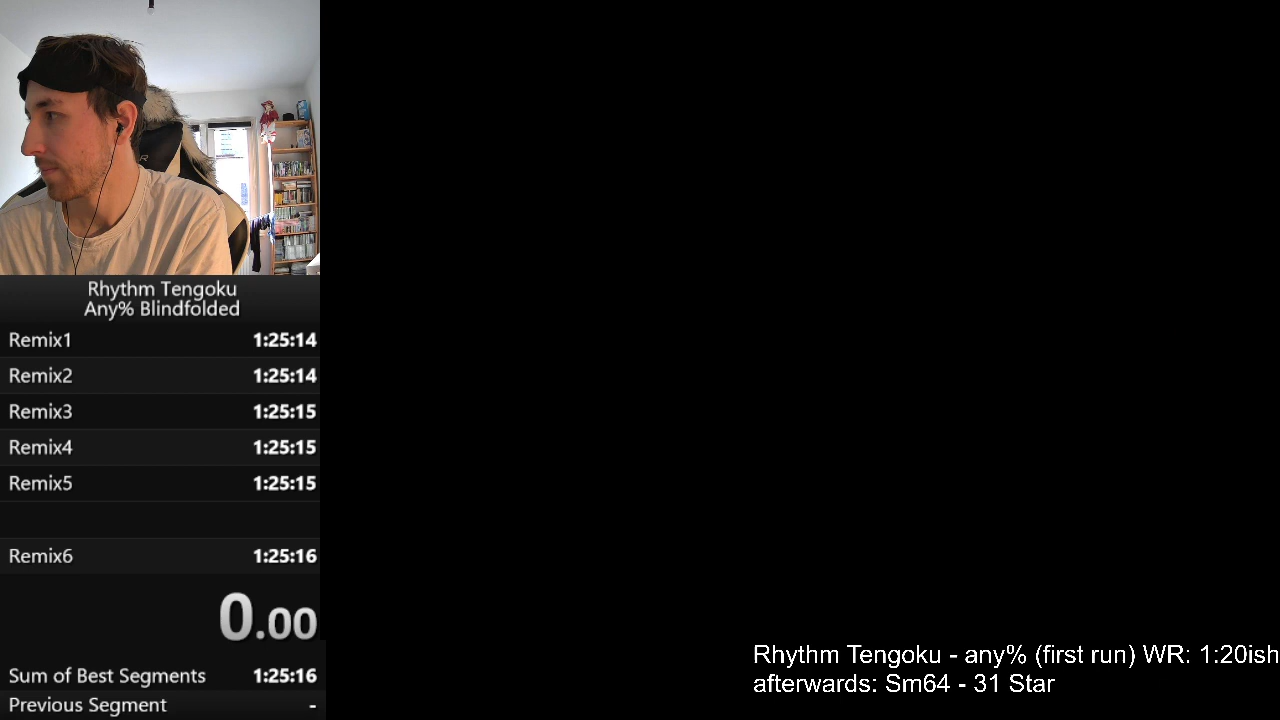 Rhythm Tengoku
Any% Blindfolded
Remix1 1:25:14
Remix2 1:25:14
Remix3 1:25:15
Remix4 1:25:15
Remix5 1:25:15
Remix6 1:25:16
0.00
Sum of Best Segments 1:25:16
Previous Segment -
Rhythm Tengoku - any% (first run) WR: 1:20ish
afterwards: Sm64 - 31 Star